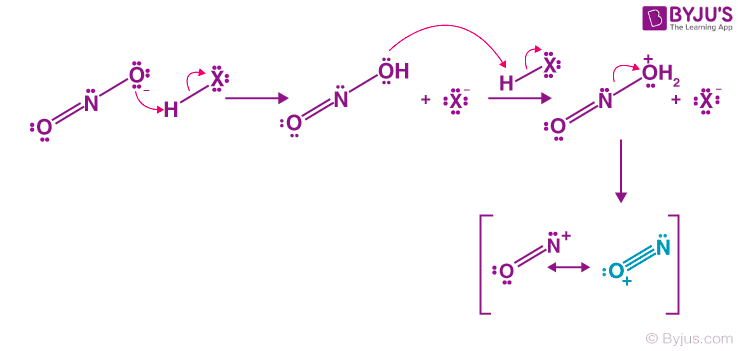 BYJU'S
The Learning App
O N O − H X O N OH + X − H X O N OH2 + + X −
O N + O + N
© Byjus.com